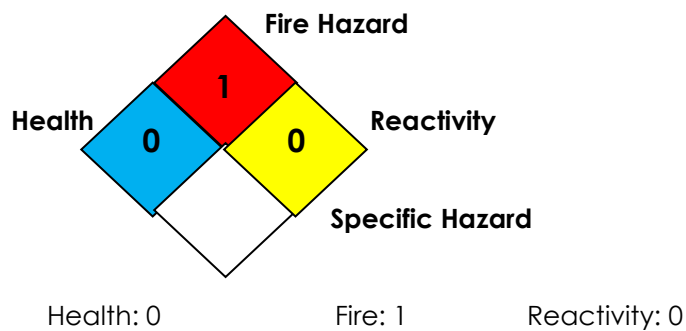 Fire Hazard
1
Health
0
0
Reactivity
Specific Hazard
Health: 0 Fire: 1 Reactivity: 0